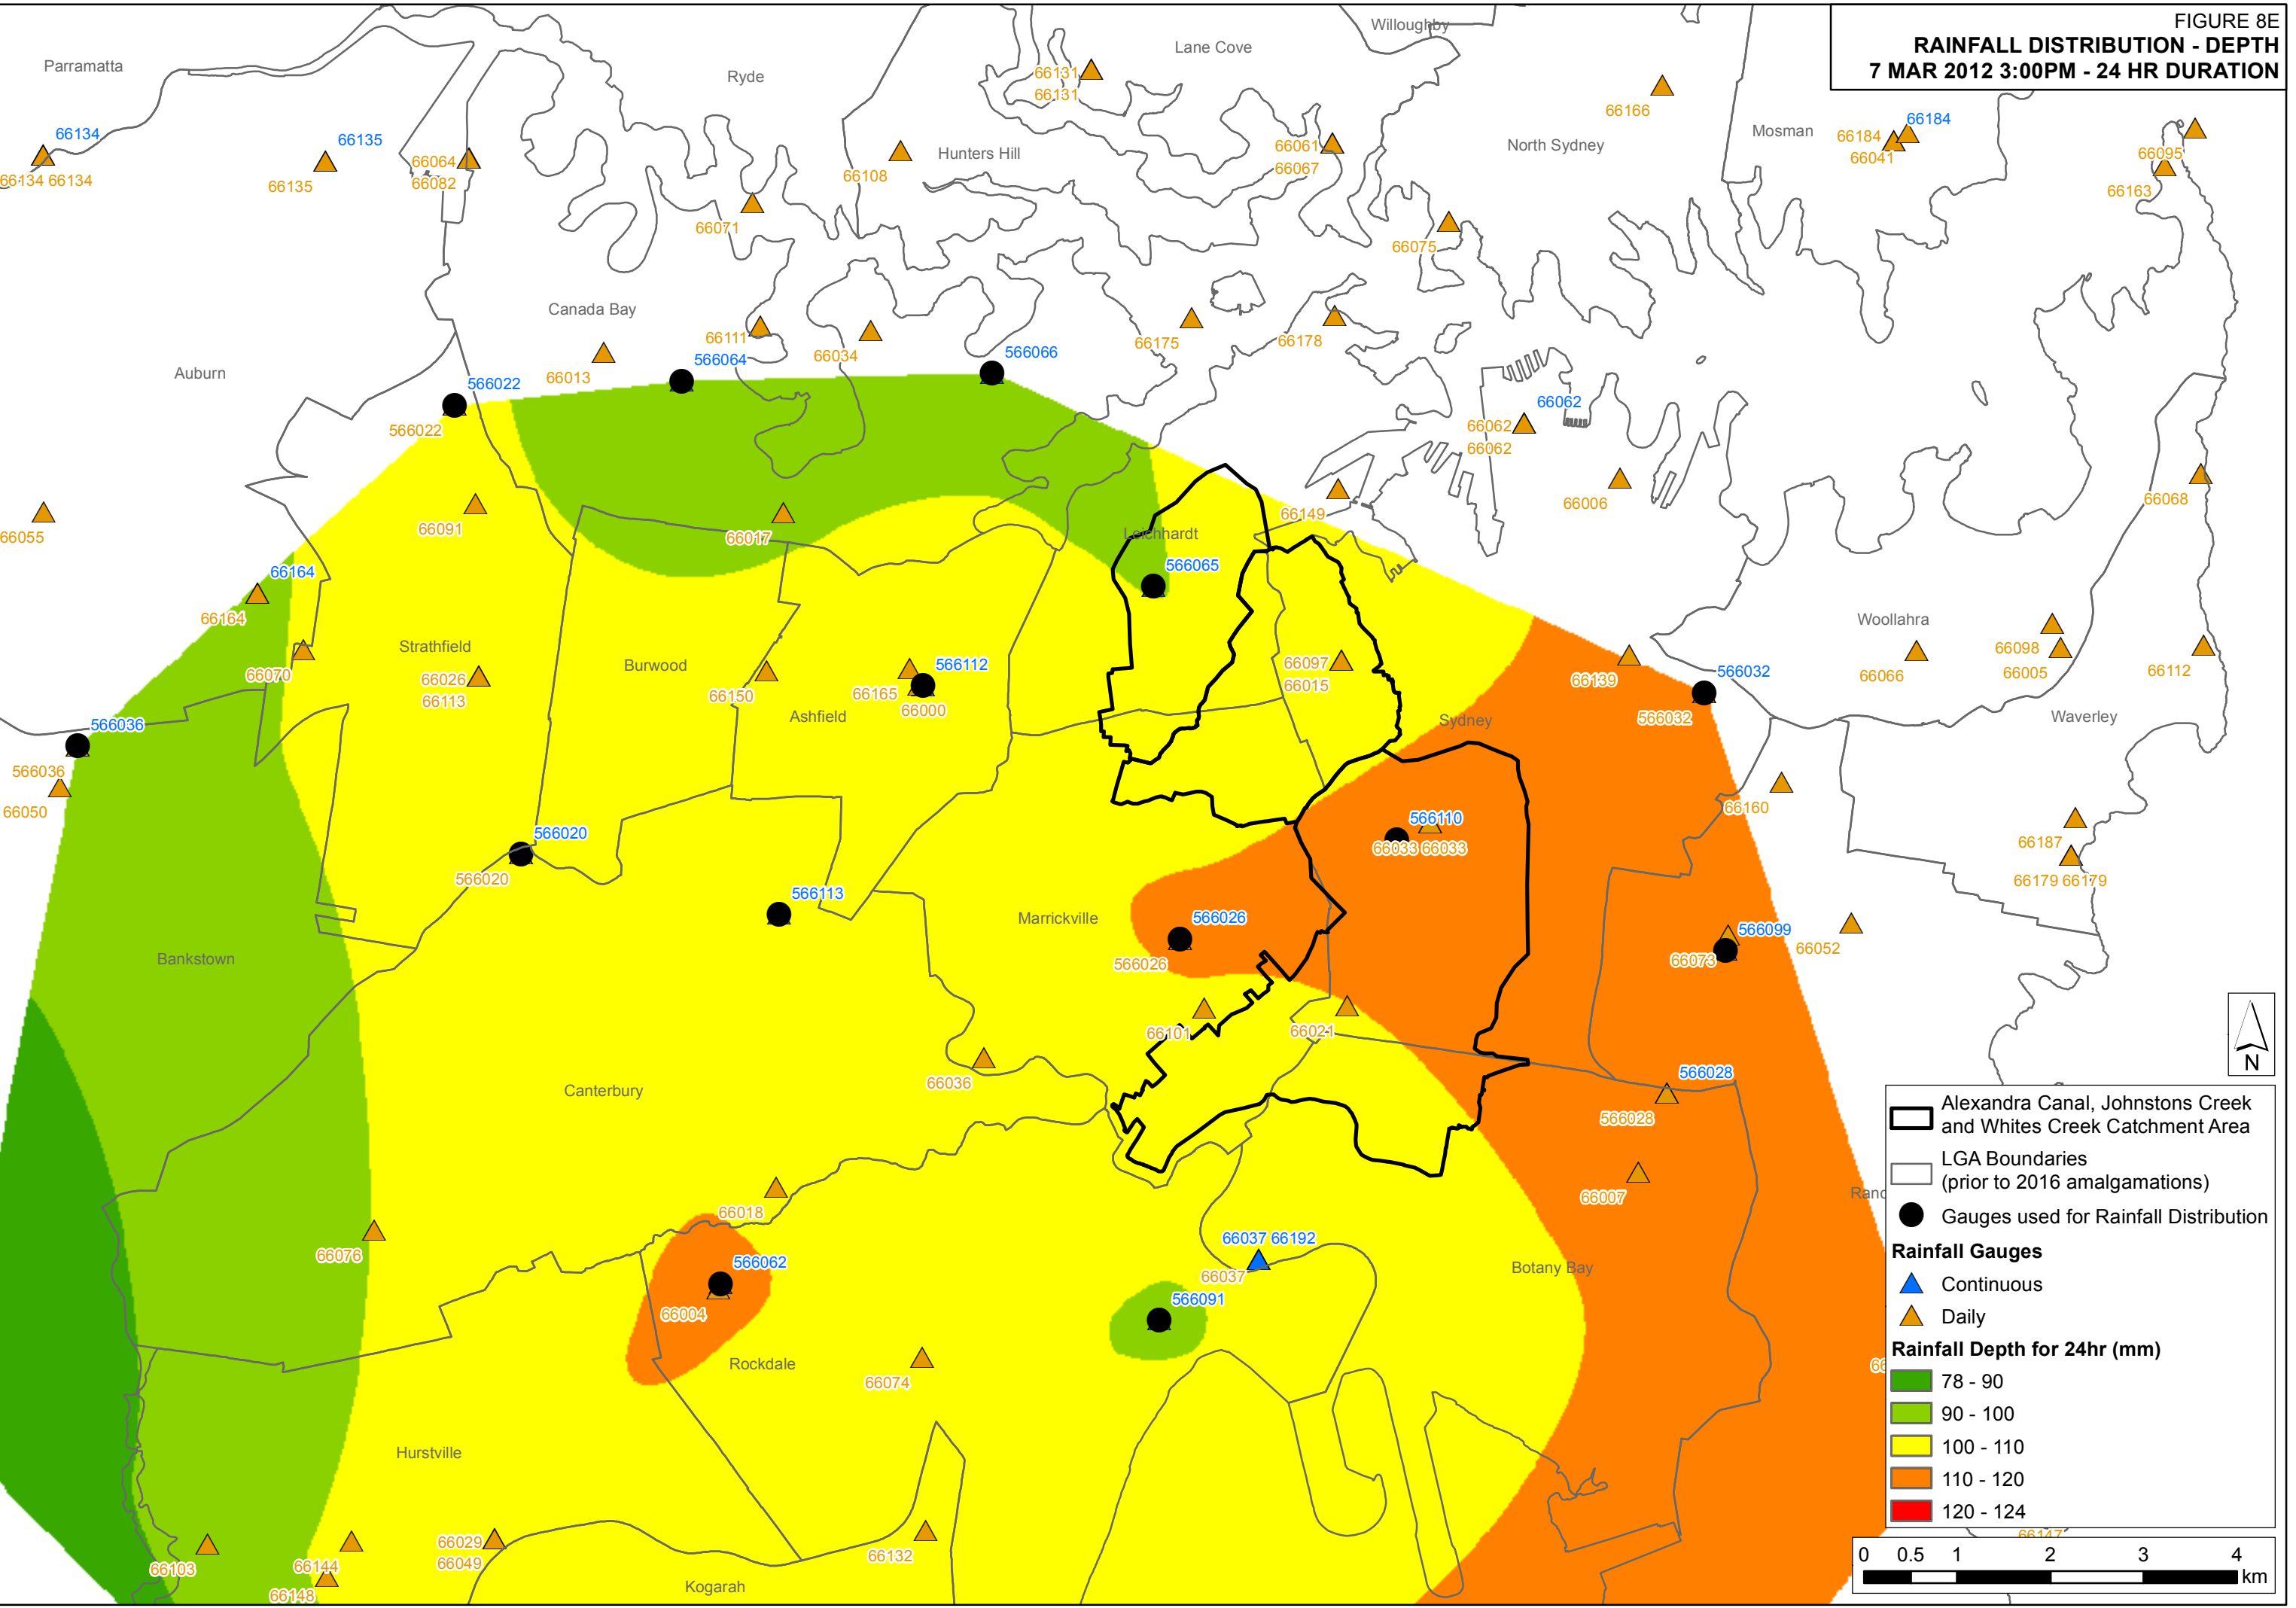 FIGURE 8E
RAINFALL DISTRIBUTION - DEPTH
7 MAR 2012 3:00PM - 24 HR DURATION
Willoughby
Lane Cove
Parramatta
Ryde
66131
66131
66166
66134
66135
66184
66184
66041
Mosman
North Sydney
66061
66067
Hunters Hill
66095
66163
66134 66134
66135
66064
66082
66108
66071
66075
Canada Bay
66111
66034
66175
66178
566064
566066
66013
Auburn
566022
566022
66062
66062
66062
66006
66068
66091
66017
66149
Leichhardt
66055
66164
66164
566065
Woollahra
66098
66005
66066
66112
Strathfield
Burwood
566112
66165
66000
66150
66097
66015
66139
566032
566032
66070
66026
66113
Ashfield
Sydney
Waverley
566036
566036
66050
66160
566110
66033 66033
66187
66179 66179
566020
566020
566113
Marrickville
566026
566026
566099
66073
66052
Bankstown
66101
66021
66036
Canterbury
566028
566028
66007
66018
66076
66037 66192
66037
Botany Bay
566062
66004
566091
Rockdale
66074
Hurstville
66103
66144
66148
66029
66049
66132
Kogarah
66147
N
Alexandra Canal, Johnstons Creek
and Whites Creek Catchment Area
LGA Boundaries
(prior to 2016 amalgamations)
Gauges used for Rainfall Distribution
Rainfall Gauges
Continuous
Daily
Rainfall Depth for 24hr (mm)
78 - 90
90 - 100
100 - 110
110 - 120
120 - 124
0 0.5 1 2 3 4
km